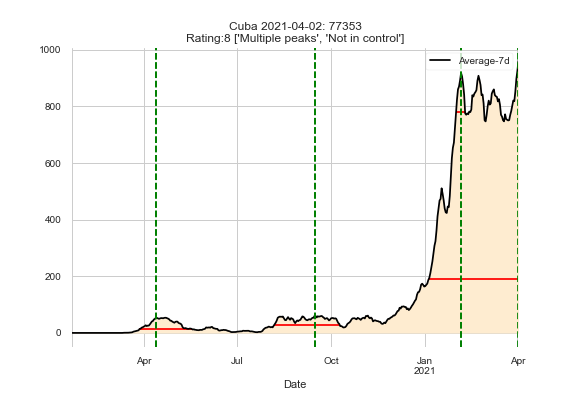 Cuba 2021-04-02: 77353
Rating:8 ['Multiple peaks', 'Not in control']
Average-7d
1000
800
600
400
200
0
Apr
Jul
Oct
Jan
2021
Apr
Date